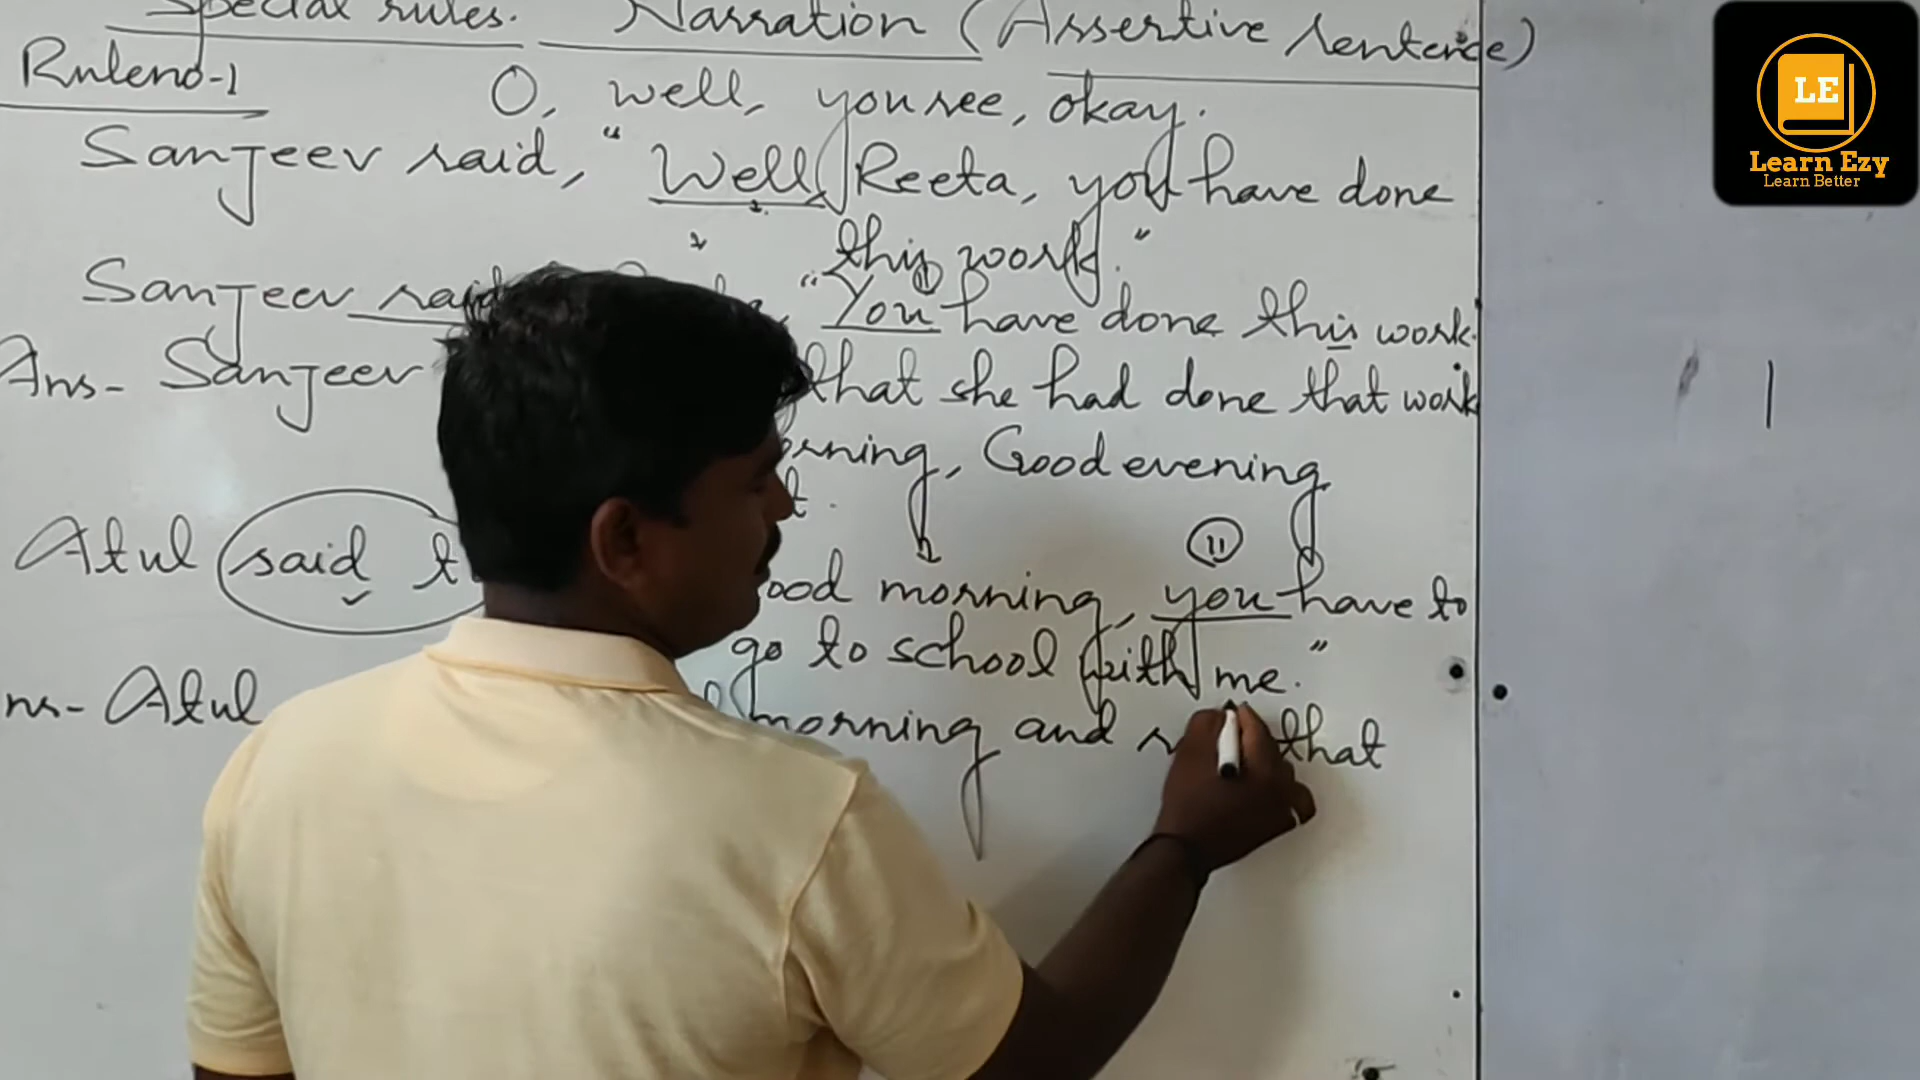 Special rules. Narration (Assertive sentence)
Rule no-1 O, well, you see, okay.
Sanjeev said, "Well, Reeta, you have done
this work."
Sanjeev said "You have done this work.
Ans- Sanjeev that she had done that work
Good evening
Atul said good morning, you have to
go to school with me."
Atul morning and that
LE
Learn Ezy
Learn Better